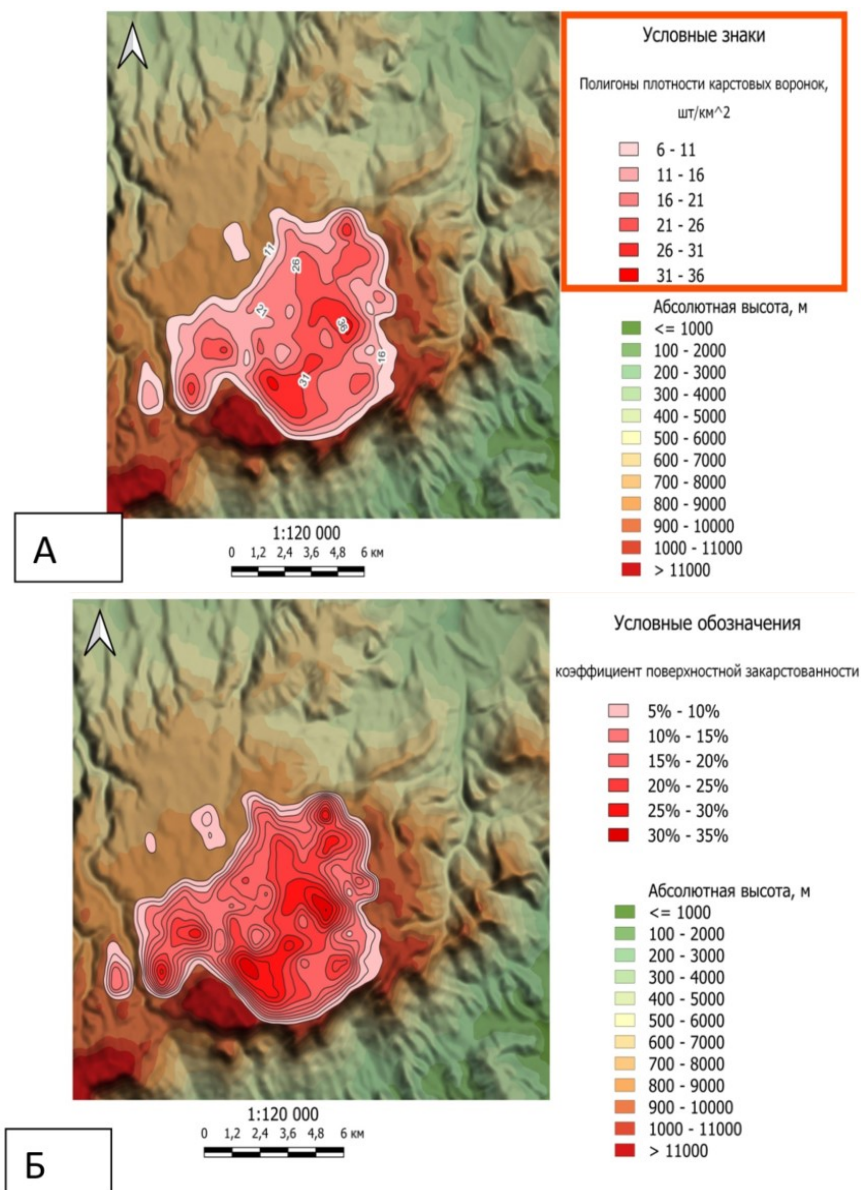 Условные знаки
Полигоны плотности карстовых воронок,
шт/км^2
6 - 11
11 - 16
16 - 21
21 - 26
26 - 31
31 - 36
11
26
21
36
16
31
Абсолютная высота, м
<= 1000
100 - 2000
200 - 3000
300 - 4000
400 - 5000
500 - 6000
600 - 7000
700 - 8000
800 - 9000
900 - 10000
1000 - 11000
> 11000
А
1:120 000
0 1,2 2,4 3,6 4,8 6 км
Условные обозначения
коэффициент поверхностной закарстованности
5% - 10%
10% - 15%
15% - 20%
20% - 25%
25% - 30%
30% - 35%
Абсолютная высота, м
<= 1000
100 - 2000
200 - 3000
300 - 4000
400 - 5000
500 - 6000
600 - 7000
700 - 8000
800 - 9000
900 - 10000
1000 - 11000
> 11000
1:120 000
0 1,2 2,4 3,6 4,8 6 км
Б